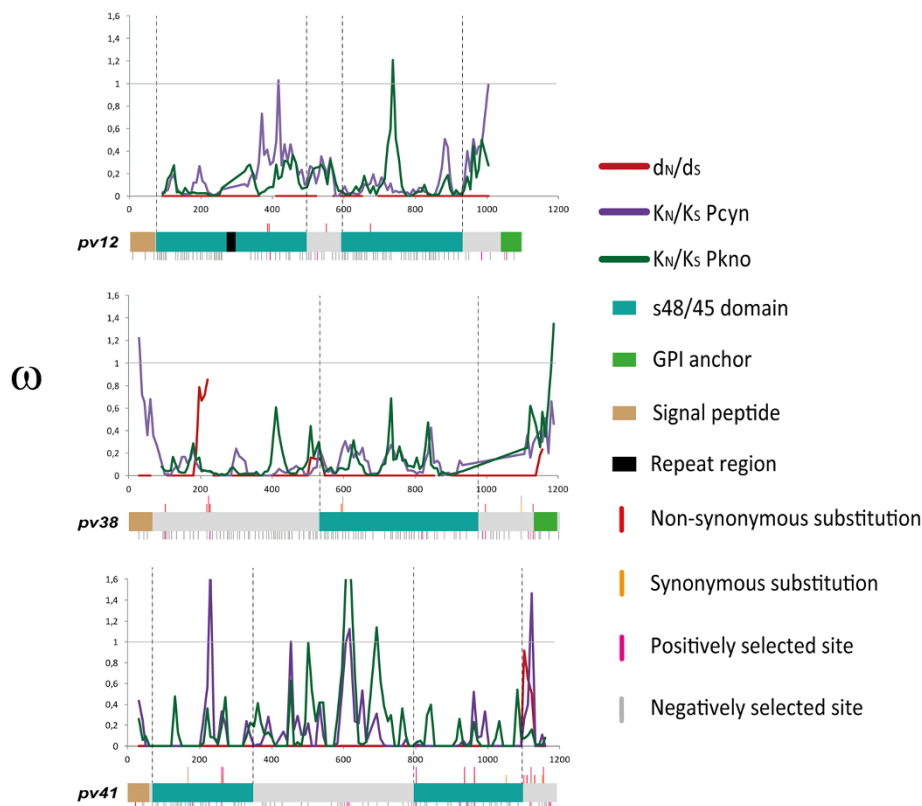 1,6
1,4
1,2
1
0,8
0,6
0,4
0,2
0
0 200 400 600 800 1000 1200
pv12
1,6
1,4
1,2
1
0,8
0,6
0,4
0,2
0
0 200 400 600 800 1000 1200
pv38
ω
1,6
1,4
1,2
1
0,8
0,6
0,4
0,2
0
0 200 400 600 800 1000 1200
pv41
dN/dS
KN/KS Pcyn
KN/KS Pkno
s48/45 domain
GPI anchor
Signal peptide
Repeat region
Non-synonymous substitution
Synonymous substitution
Positively selected site
Negatively selected site